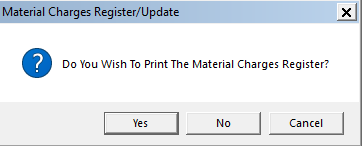 Material Charges Register/Update
Do You Wish To Print The Material Charges Register?
Yes No Cancel